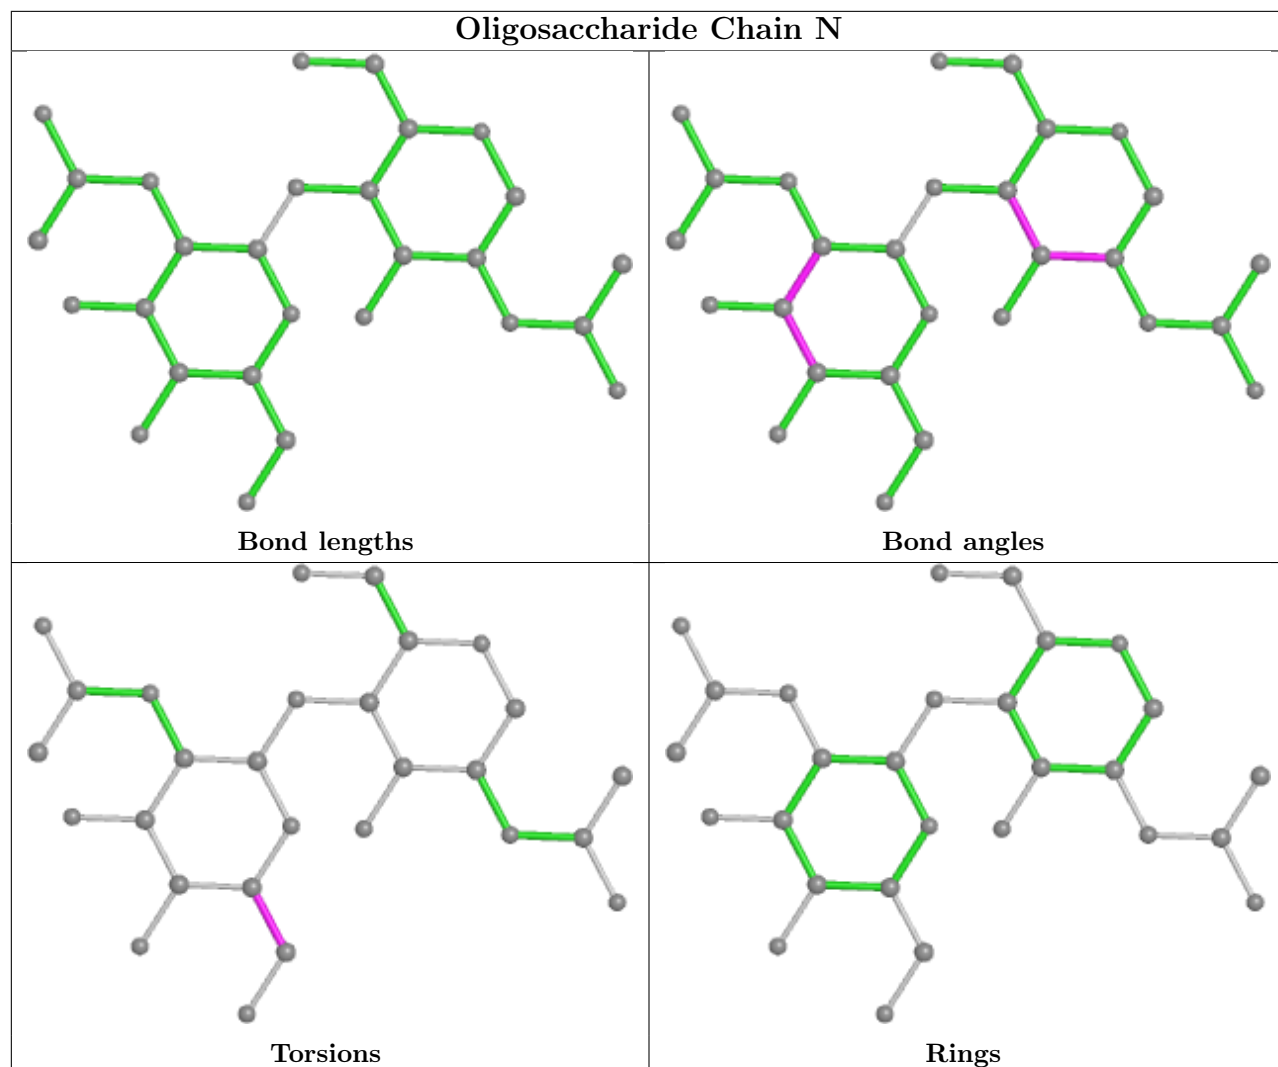 Oligosaccharide Chain N
Bond lengths
Bond angles
Torsions
Rings